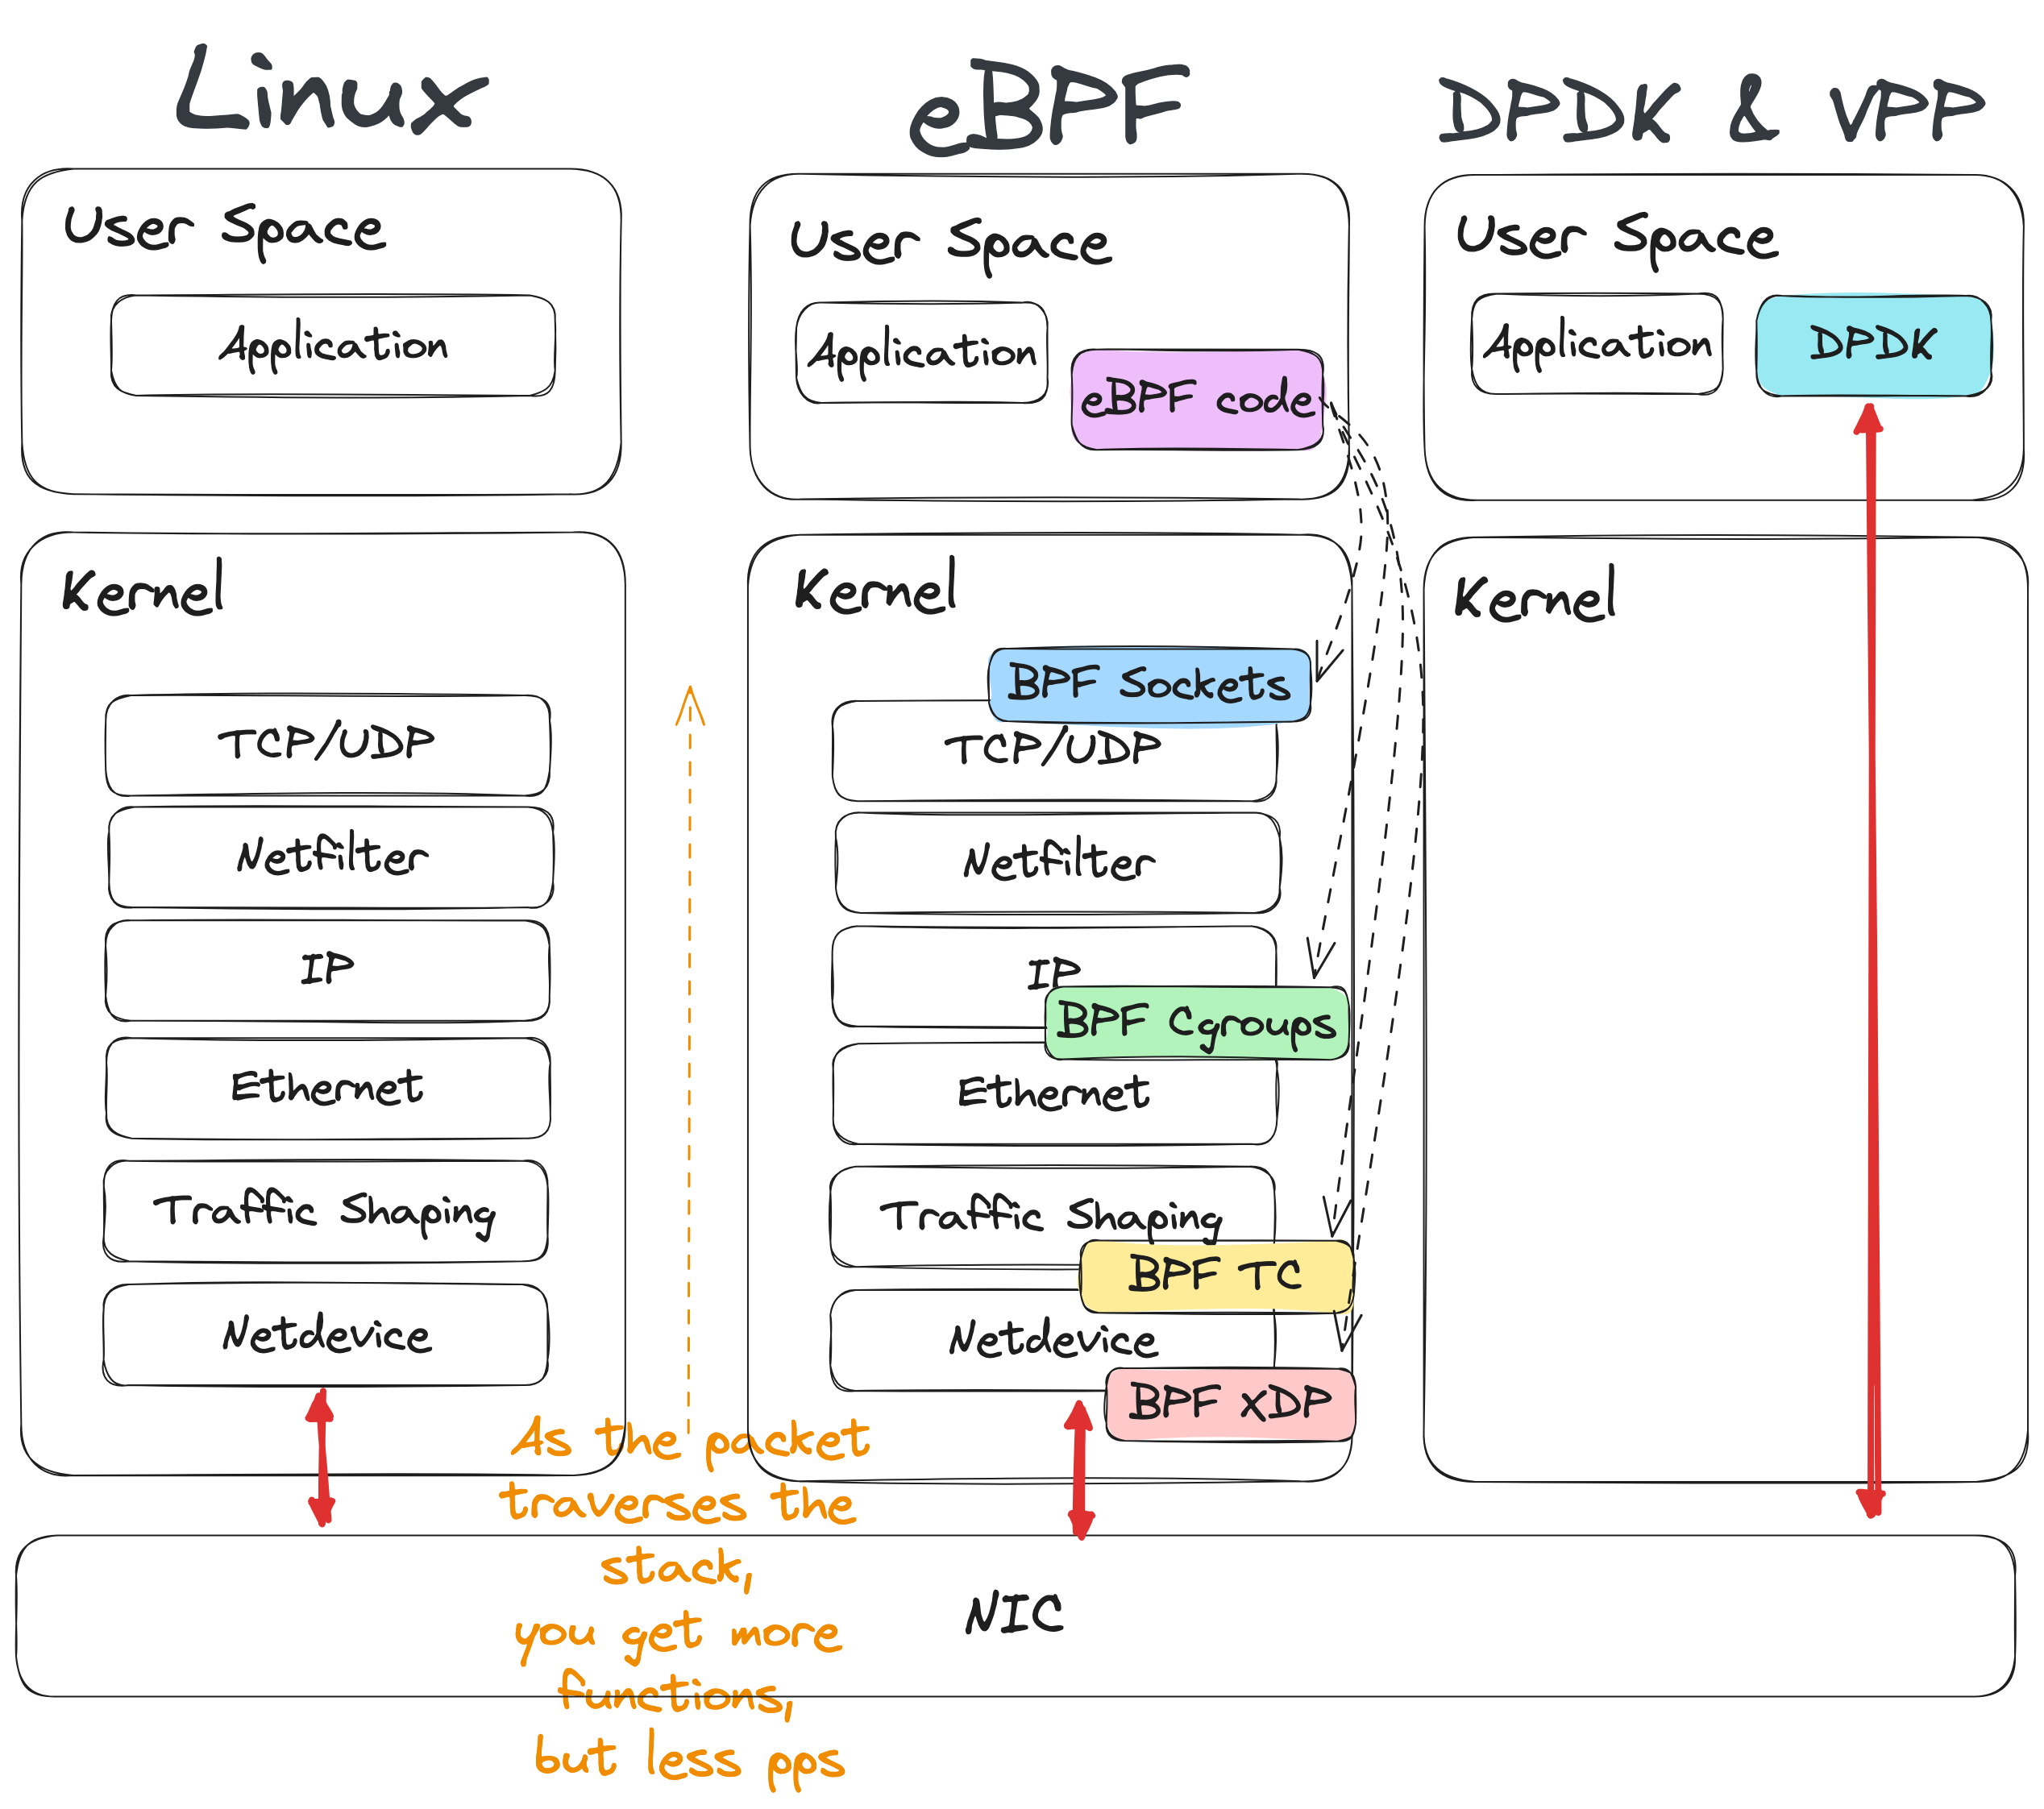 Linux
User Space
Application
Kernel
TCP/UDP
Netfilter
IP
Ethernet
Traffic Shaping
Netdevice
As the packet
traverses the
stack,
you get more
functions,
but less pps
eBPF
User Space
Application
eBPF code
Kernel
BPF Sockets
TCP/UDP
Netfilter
IP
BPF Cgroups
Ethernet
Traffic Shaping
BPF TC
Netdevice
BPF XDP
DPDK & VPP
User Space
Application
DPDK
Kernel
NIC